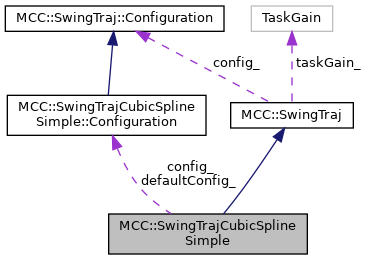 MCC::SwingTraj::Configuration
TaskGain
config_
taskGain_
MCC::SwingTrajCubicSpline
Simple::Configuration
MCC::SwingTraj
config_
defaultConfig_
MCC::SwingTrajCubicSpline
Simple